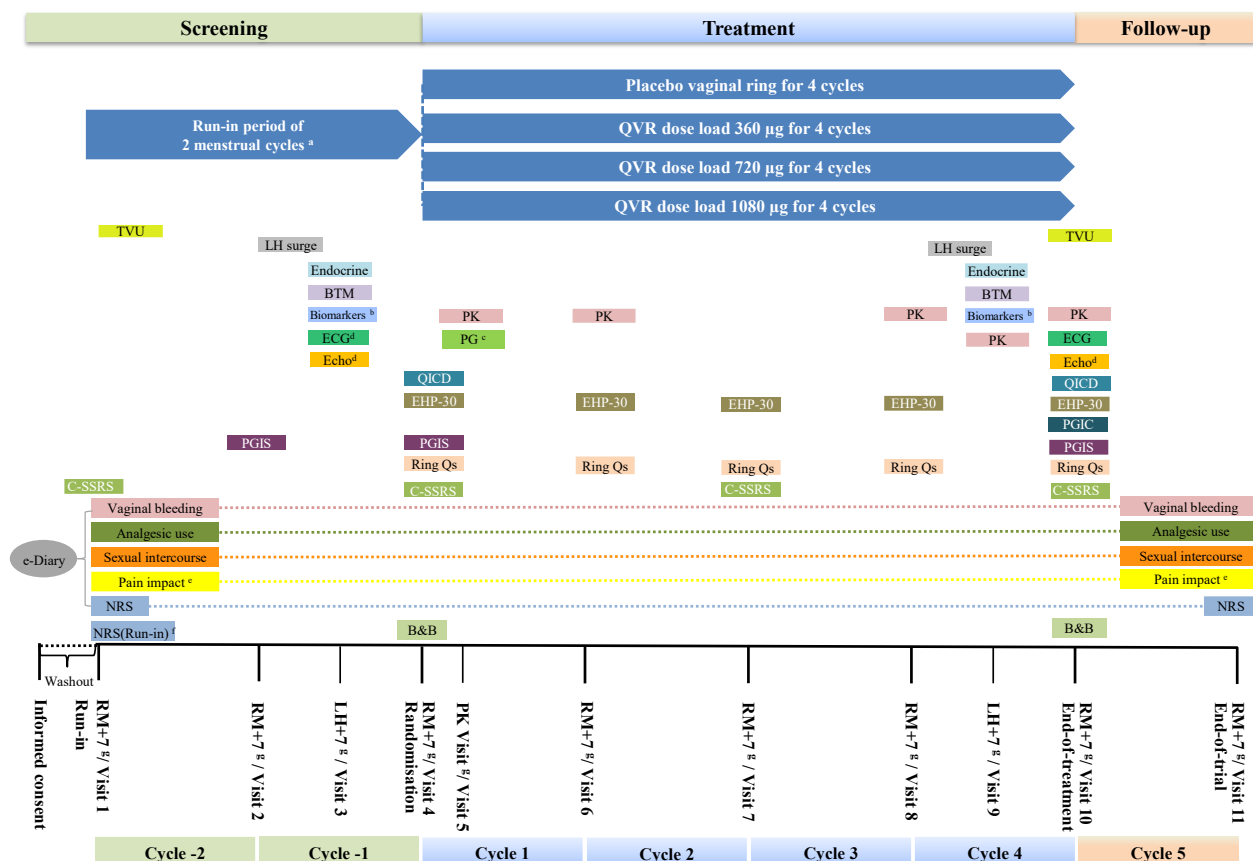 Screening
Treatment
Follow-up
Placebo vaginal ring for 4 cycles
Run-in period of
2 menstrual cycles a
QVR dose load 360 µg for 4 cycles
QVR dose load 720 µg for 4 cycles
QVR dose load 1080 µg for 4 cycles
TVU
TVU
LH surge
LH surge
Endocrine
Endocrine
BTM
BTM
Biomarkers b
PK
PK
PK
Biomarkers b
PK
ECG d
PG c
PK
ECG
Echo d
Echo d
QICD
QICD
EHP-30
EHP-30
EHP-30
EHP-30
EHP-30
PGIC
PGIS
PGIS
PGIS
Ring Qs
Ring Qs
Ring Qs
Ring Qs
Ring Qs
C-SSRS
C-SSRS
C-SSRS
C-SSRS
e-Diary
Vaginal bleeding
Vaginal bleeding
Analgesic use
Analgesic use
Sexual intercourse
Sexual intercourse
Pain impact e
Pain impact e
NRS
NRS
NRS(Run-in) f
B&B
B&B
Washout
Informed consent
RM+7 g/ Visit 1
Run-in
RM+7 g / Visit 2
LH+7 g / Visit 3
RM+7 g/ Visit 4
Randomisation
PK Visit g/ Visit 5
RM+7 g / Visit 6
RM+7 g / Visit 7
RM+7 g / Visit 8
LH+7 g / Visit 9
RM+7 g/ Visit 10
End-of-treatment
RM+7 g/ Visit 11
End-of-trial
Cycle -2
Cycle -1
Cycle 1
Cycle 2
Cycle 3
Cycle 4
Cycle 5